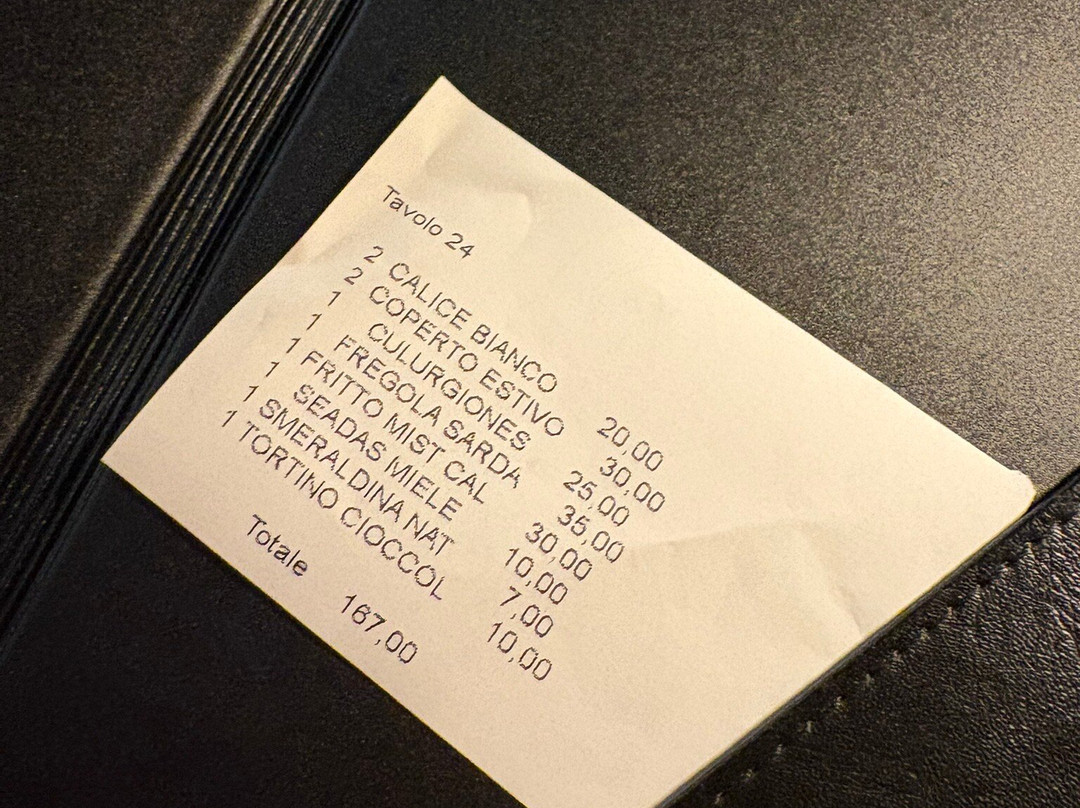 Tavolo 24
2 CALICE BIANCO 20,00
2 COPERTO ESTIVO 30,00
1 CULURGIONES 25,00
1 FREGOLA SARDA 35,00
1 FRITTO MIST CAL 30,00
1 SEADAS MIELE 10,00
1 SMERALDINA NAT 7,00
1 TORTINO CIOCCOL 10,00
Totale
167,00